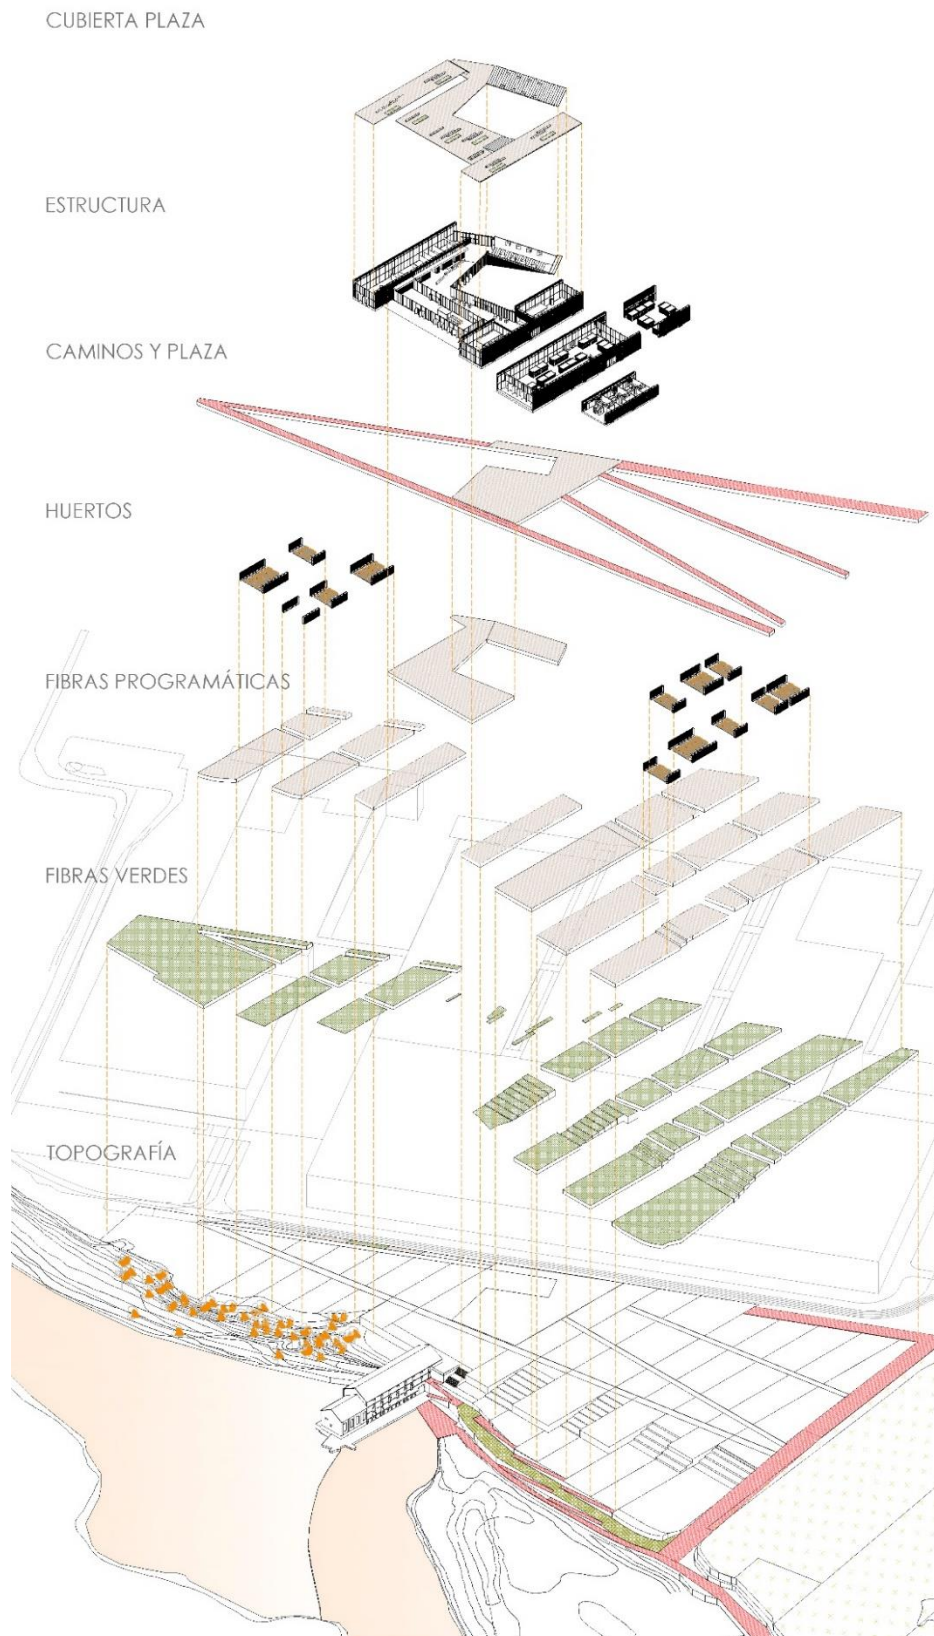 CUBIERTA PLAZA
ESTRUCTURA
CAMINOS Y PLAZA
HUERTOS
FIBRAS PROGRAMÁTICAS
FIBRAS VERDES
TOPOGRAFÍA